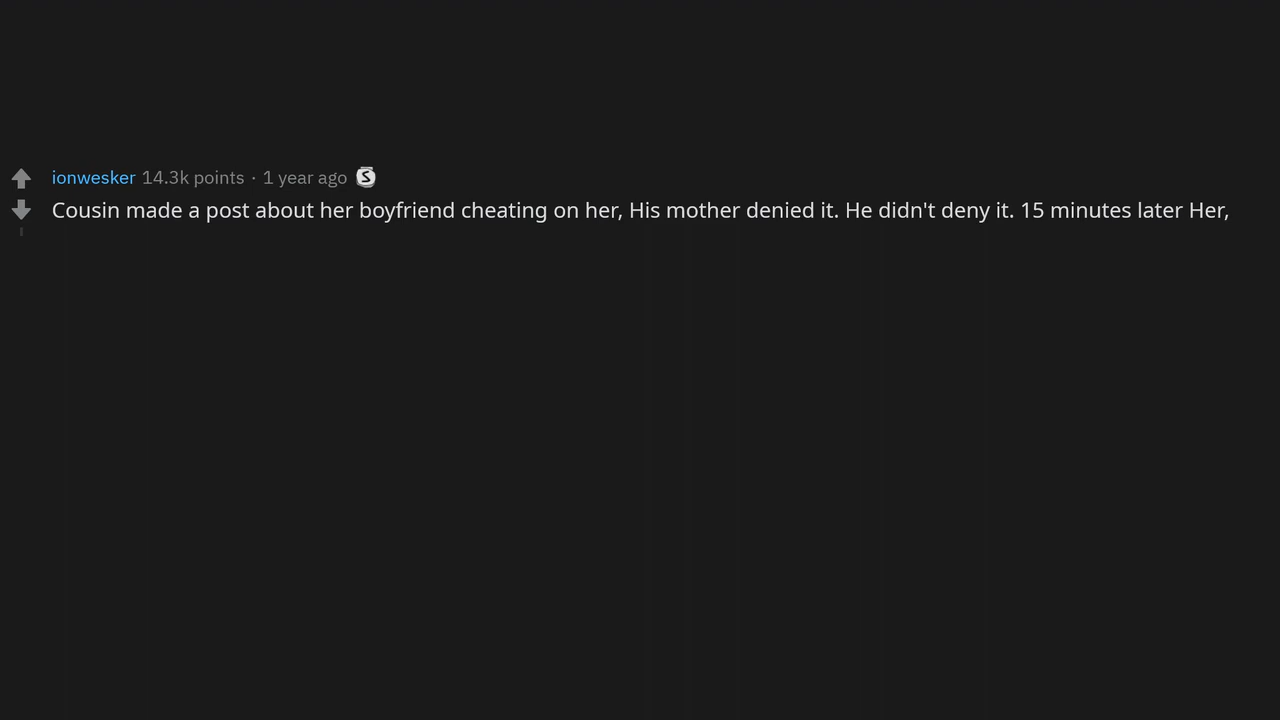 ionwesker 14.3k points · 1 year ago
Cousin made a post about her boyfriend cheating on her, His mother denied it. He didn't deny it. 15 minutes later Her,